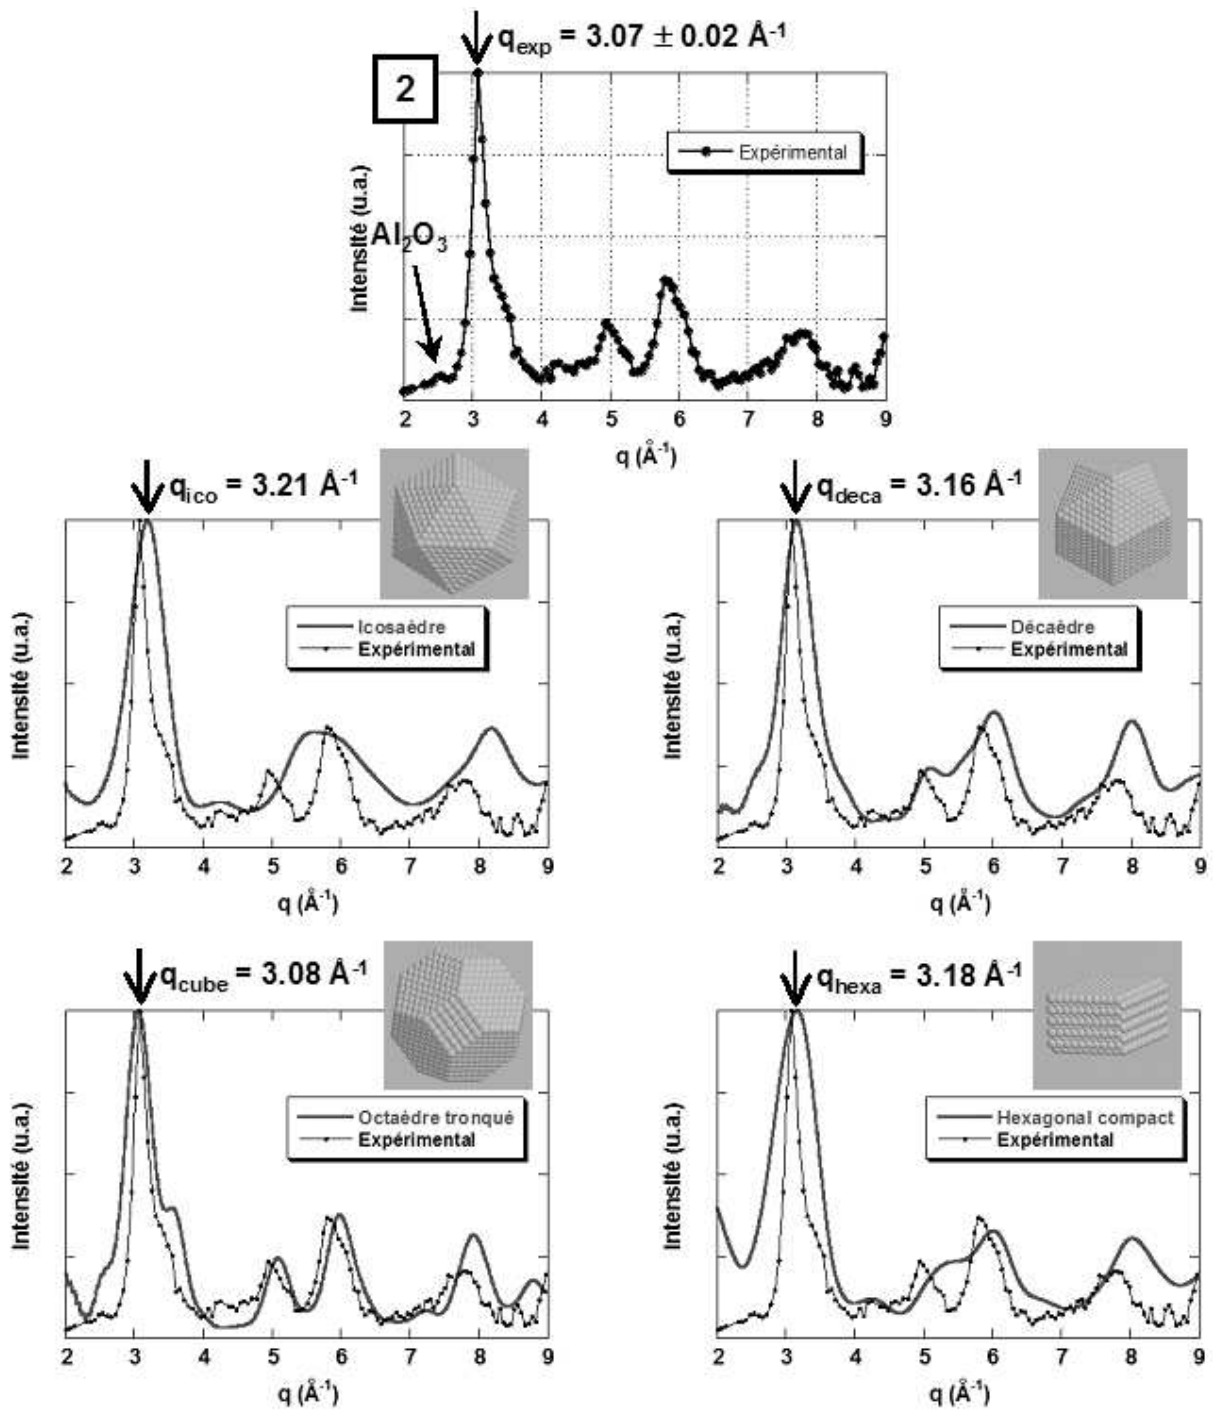 q_exp = 3.07 ± 0.02 Å⁻¹
2
Expérimental
Al₂O₃
Intensité (u.a.)
2 3 4 5 6 7 8 9
q (Å⁻¹)
q_ico = 3.21 Å⁻¹
Icosaèdre
Expérimental
Intensité (u.a.)
2 3 4 5 6 7 8 9
q (Å⁻¹)
q_deca = 3.16 Å⁻¹
Décaèdre
Expérimental
Intensité (u.a.)
2 3 4 5 6 7 8 9
q (Å⁻¹)
q_cube = 3.08 Å⁻¹
Octaèdre tronqué
Expérimental
Intensité (u.a.)
2 3 4 5 6 7 8 9
q (Å⁻¹)
q_hexa = 3.18 Å⁻¹
Hexagonal compact
Expérimental
Intensité (u.a.)
2 3 4 5 6 7 8 9
q (Å⁻¹)